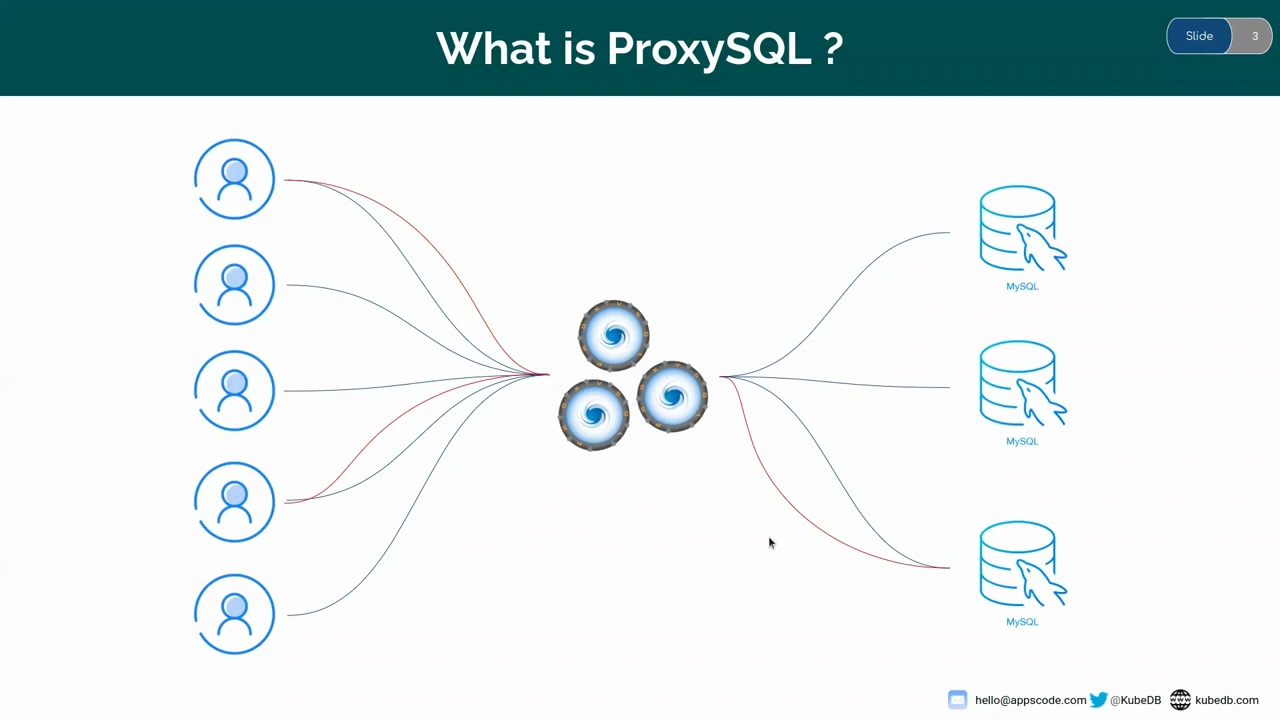 What is ProxySQL ?
Slide 3
MySQL
MySQL
MySQL
hello@appscode.com @KubeDB kubedb.com